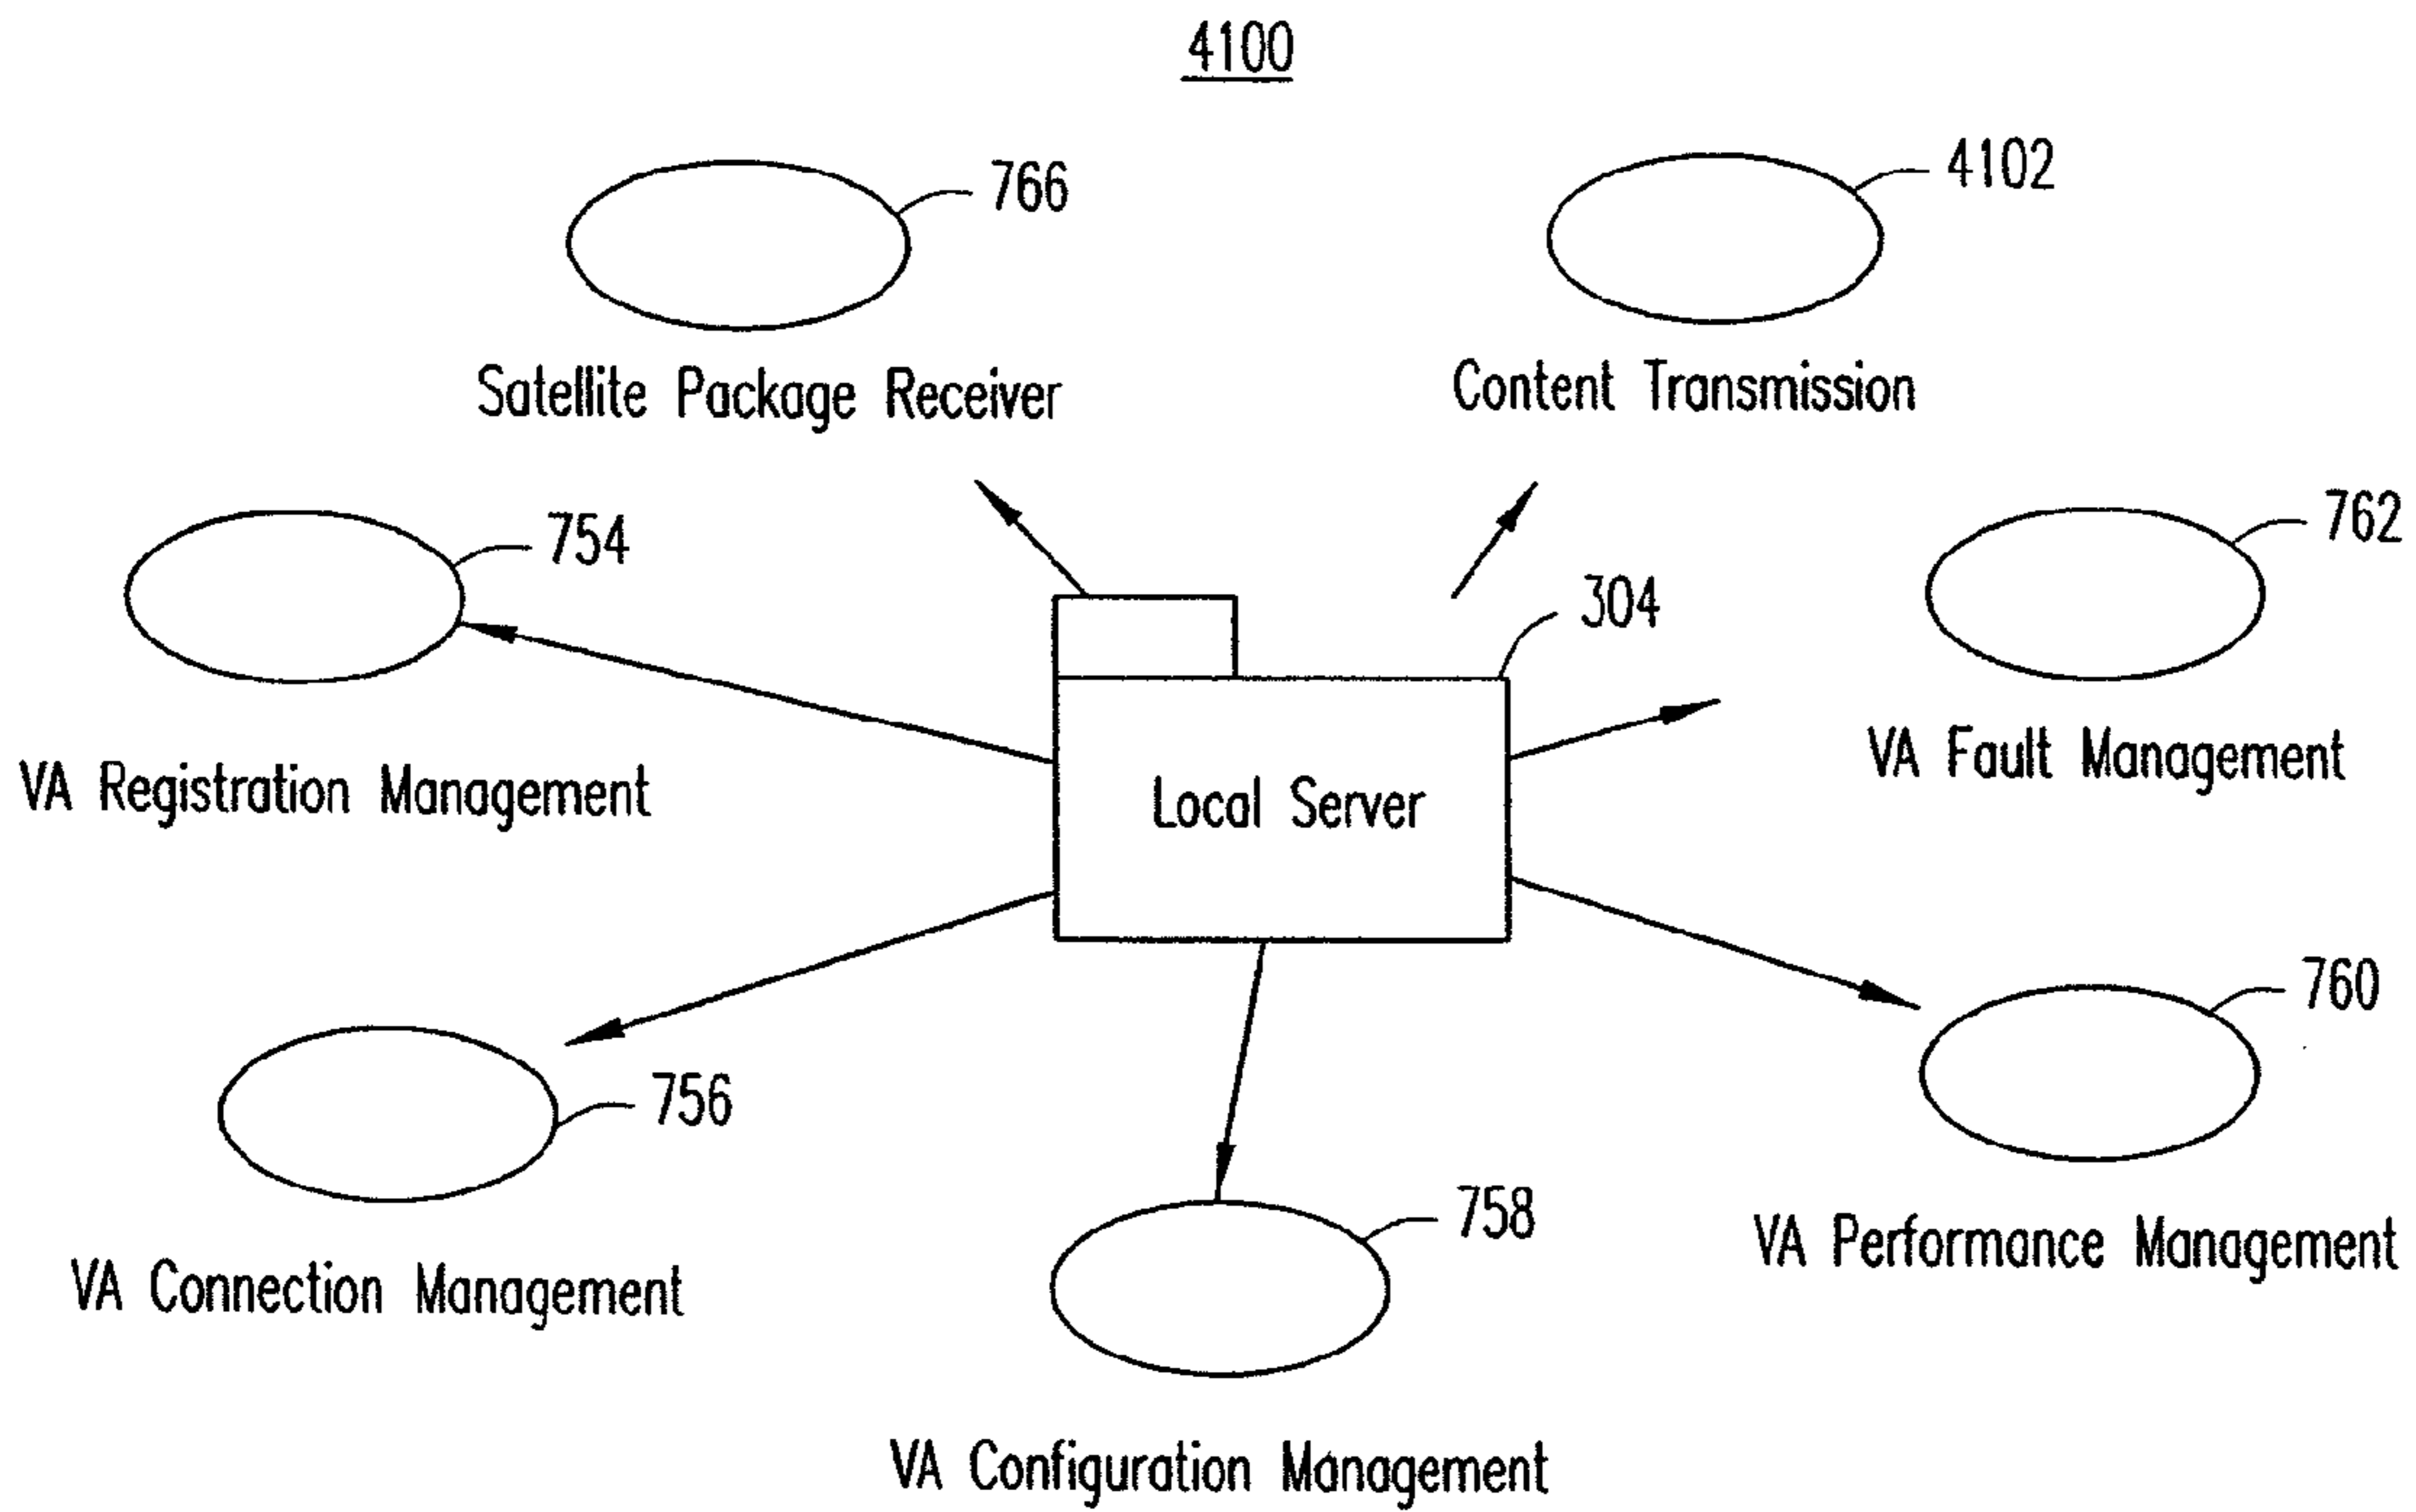 4100
766
4102
Satellite Package Receiver
Content Transmission
754
762
304
VA Registration Management
Local Server
VA Fault Management
756
760
758
VA Connection Management
VA Performance Management
VA Configuration Management